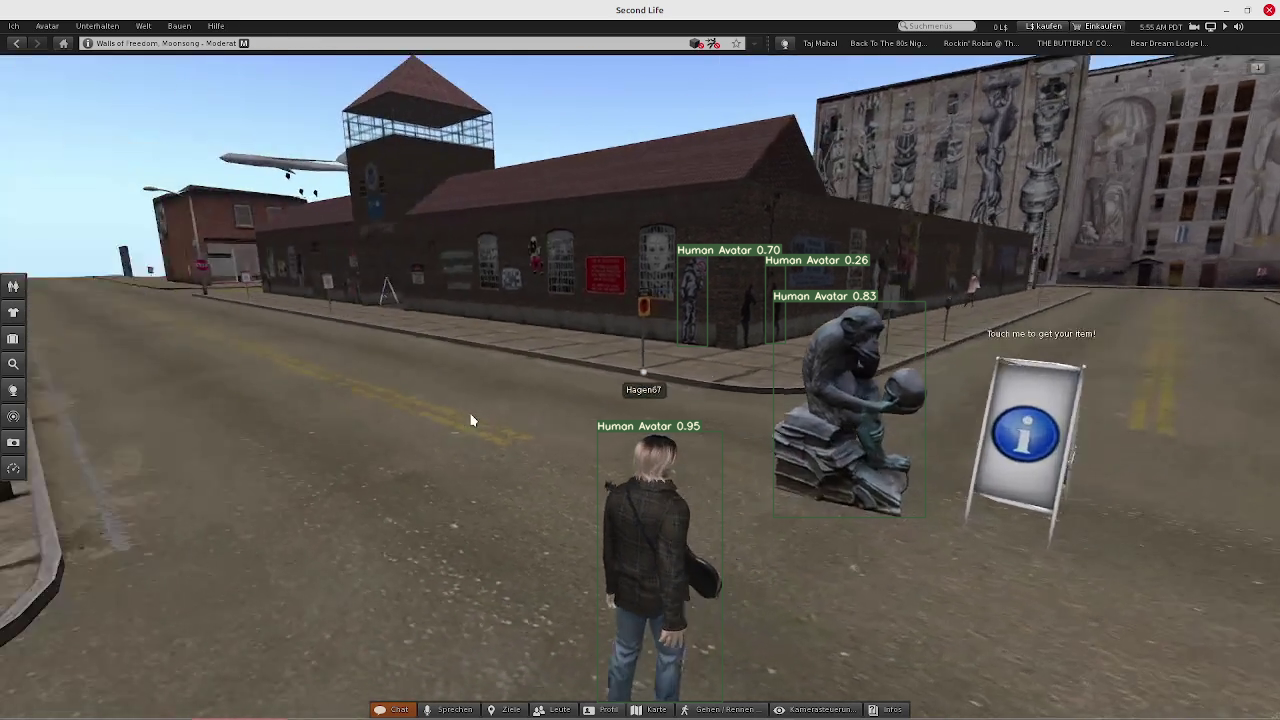 Second Life
Ich Avatar Unterhalten Welt Bauen Hilfe
Suchmenüs 0 L$ L$ kaufen Einkaufen 5:55 AM PDT
Walls of Freedom, Moonsong - Moderat M
Taj Mahal Back To The 80s Nig... Rockin' Robin @ Th... THE BUTTERFLY CO... Bear Dream Lodge I...
Human Avatar 0.70
Human Avatar 0.26
Human Avatar 0.83
Touch me to get your item!
Hagen67
Human Avatar 0.95
i
Chat Sprechen Ziele Leute Profil Karte Gehen / Rennen... Kamerasteuerun... Infos